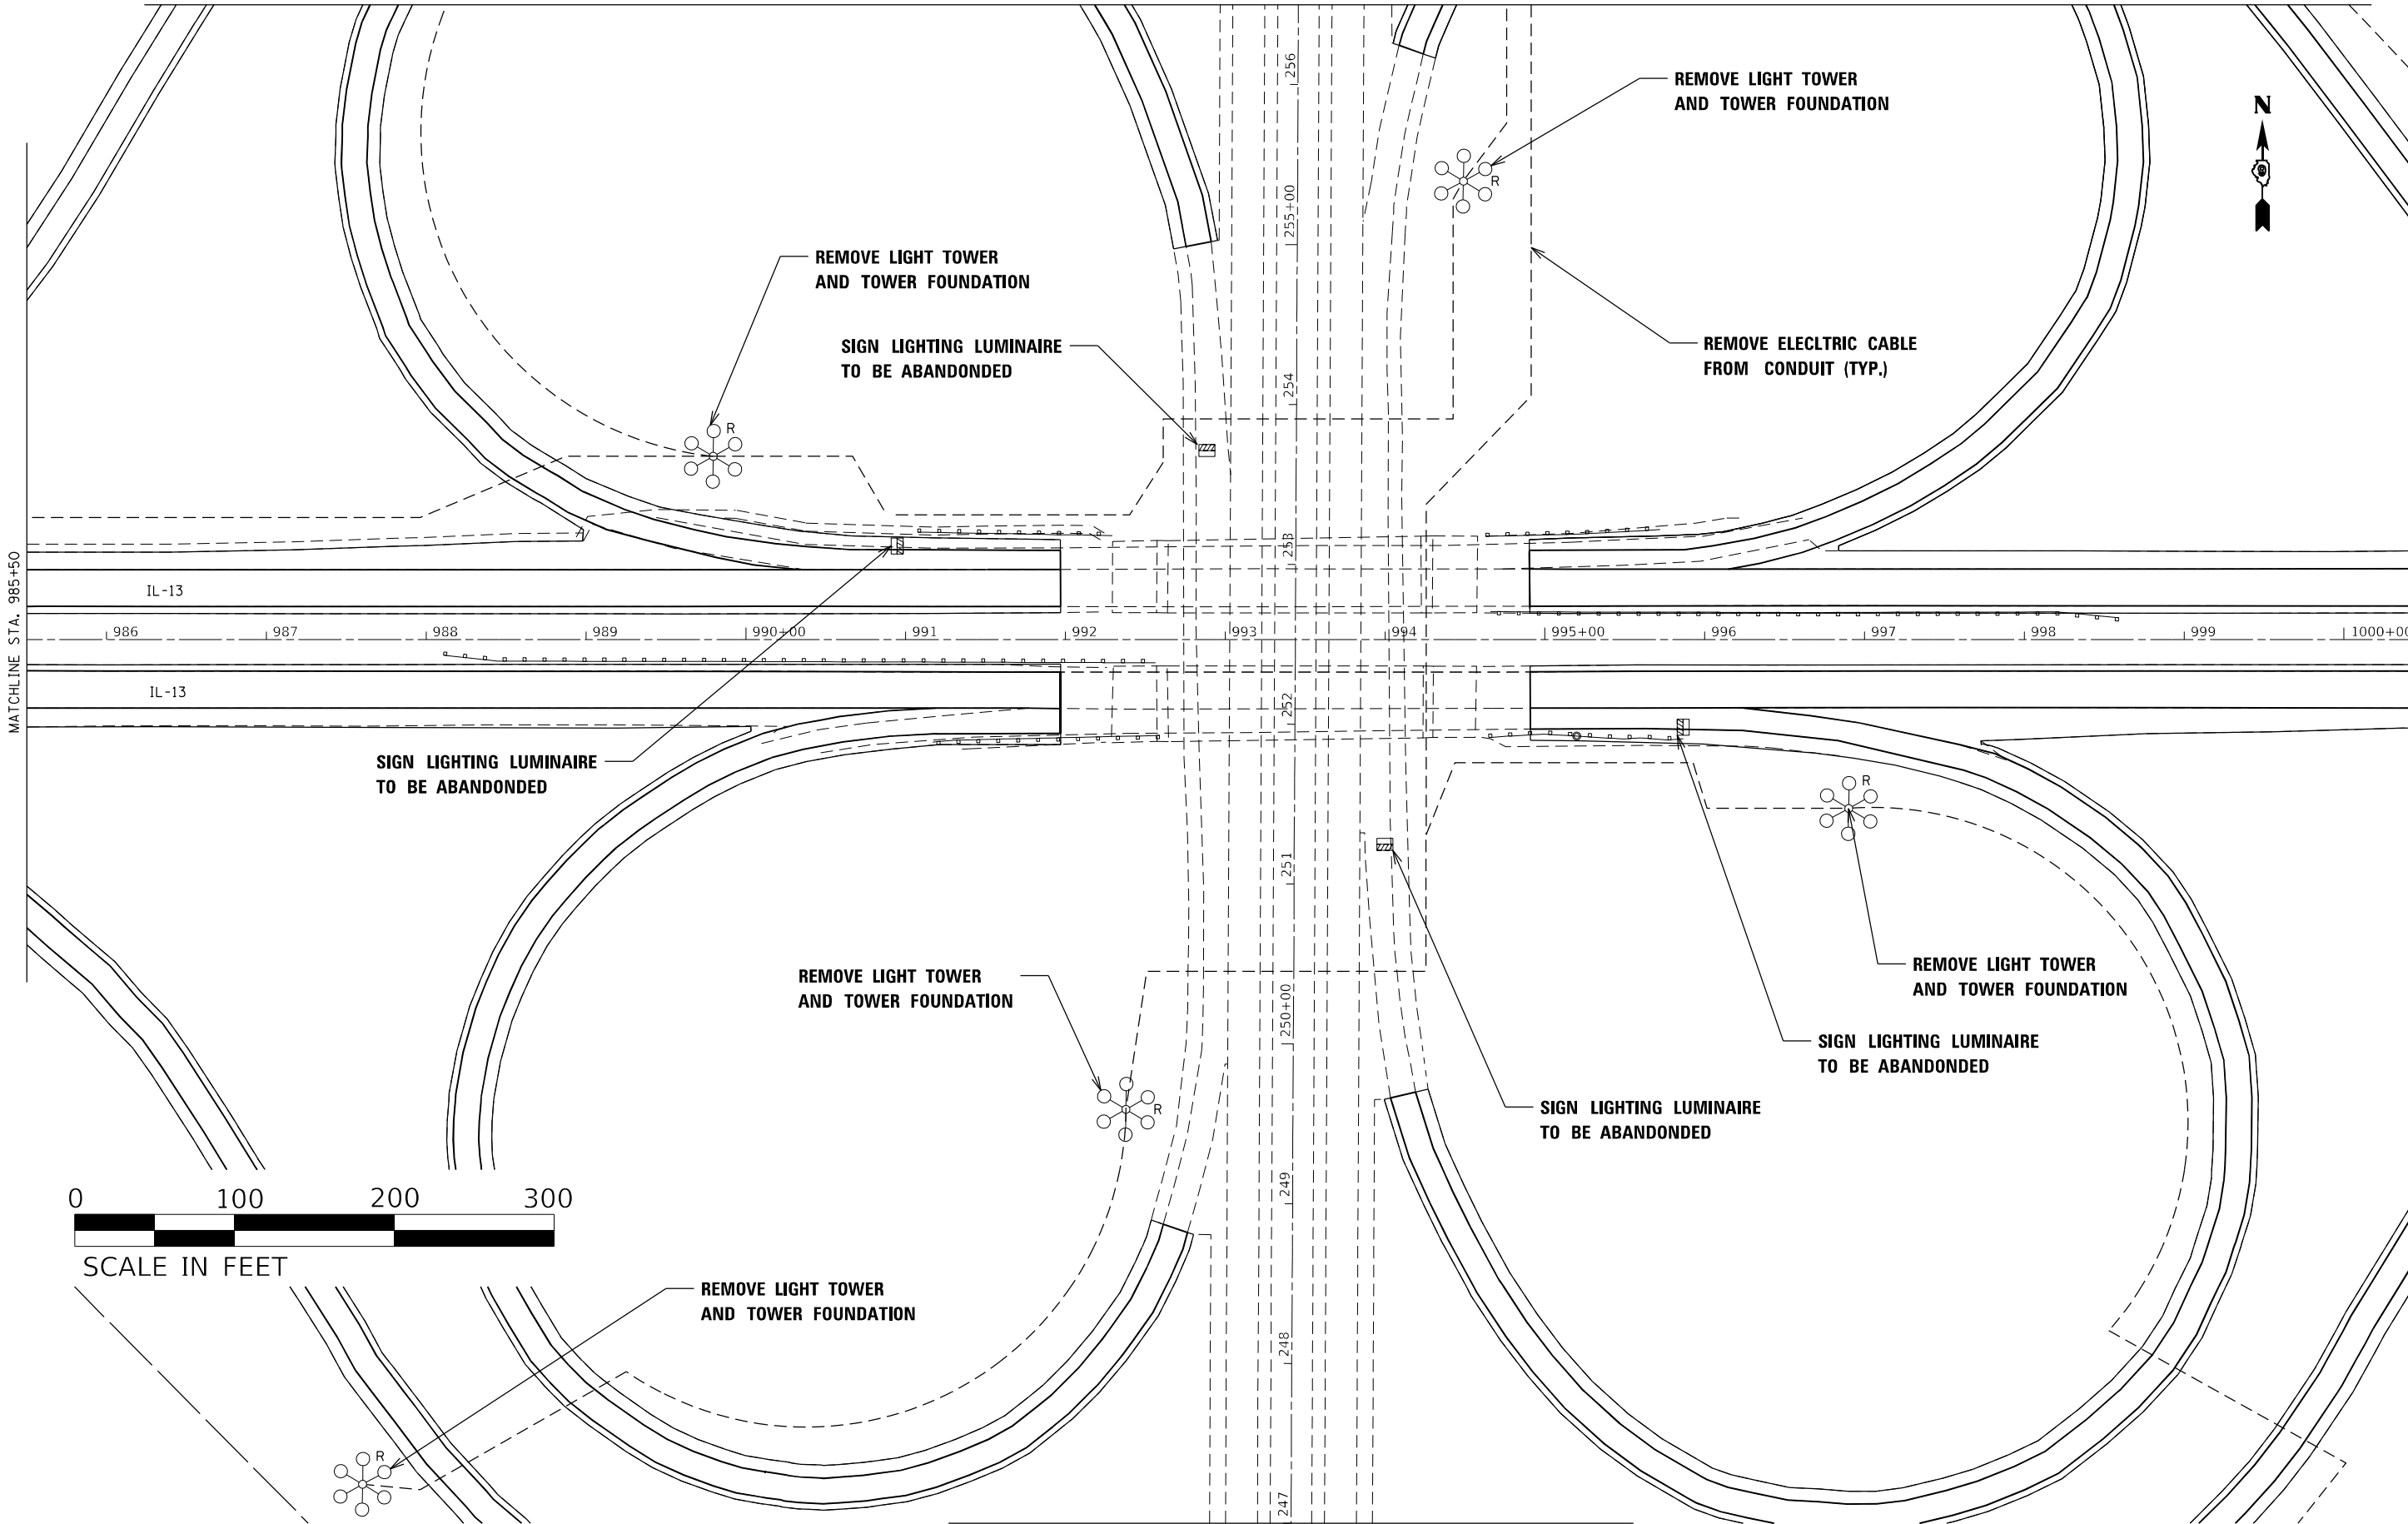 256
REMOVE LIGHT TOWER
AND TOWER FOUNDATION
N
R
255+00
REMOVE LIGHT TOWER
AND TOWER FOUNDATION
SIGN LIGHTING LUMINAIRE
TO BE ABANDONDED
REMOVE ELECLTRIC CABLE
FROM CONDUIT (TYP.)
254
R
253
MATCHLINE STA. 985+50
IL-13
986
987
988
989
990+00
991
992
993
994
995+00
996
997
998
999
1000+00
IL-13
252
SIGN LIGHTING LUMINAIRE
TO BE ABANDONDED
R
251
REMOVE LIGHT TOWER
AND TOWER FOUNDATION
REMOVE LIGHT TOWER
AND TOWER FOUNDATION
250+00
SIGN LIGHTING LUMINAIRE
TO BE ABANDONDED
R
SIGN LIGHTING LUMINAIRE
TO BE ABANDONDED
249
0 100 200 300
SCALE IN FEET
REMOVE LIGHT TOWER
AND TOWER FOUNDATION
248
R
247